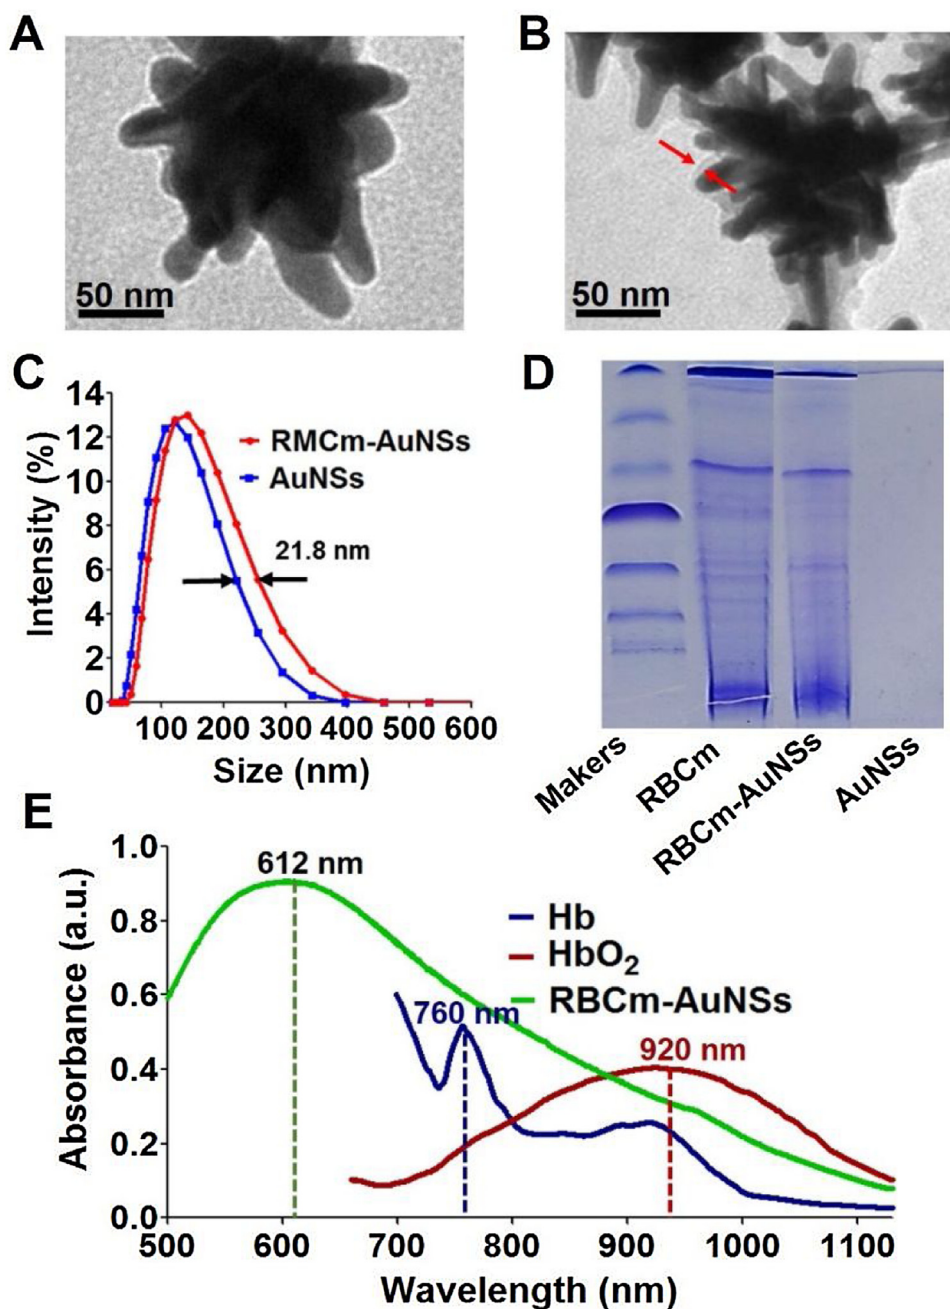 A
B
50 nm
50 nm
C
D
14
12
10
8
6
4
2
0
Intensity (%)
RMCm-AuNSs
AuNSs
21.8 nm
100 200 300 400 500 600
Size (nm)
Makers
RBCm
RBCm-AuNSs
AuNSs
E
1.0
0.8
0.6
0.4
0.2
0.0
Absorbance (a.u.)
612 nm
Hb
HbO₂
RBCm-AuNSs
760 nm
920 nm
500 600 700 800 900 1000 1100
Wavelength (nm)